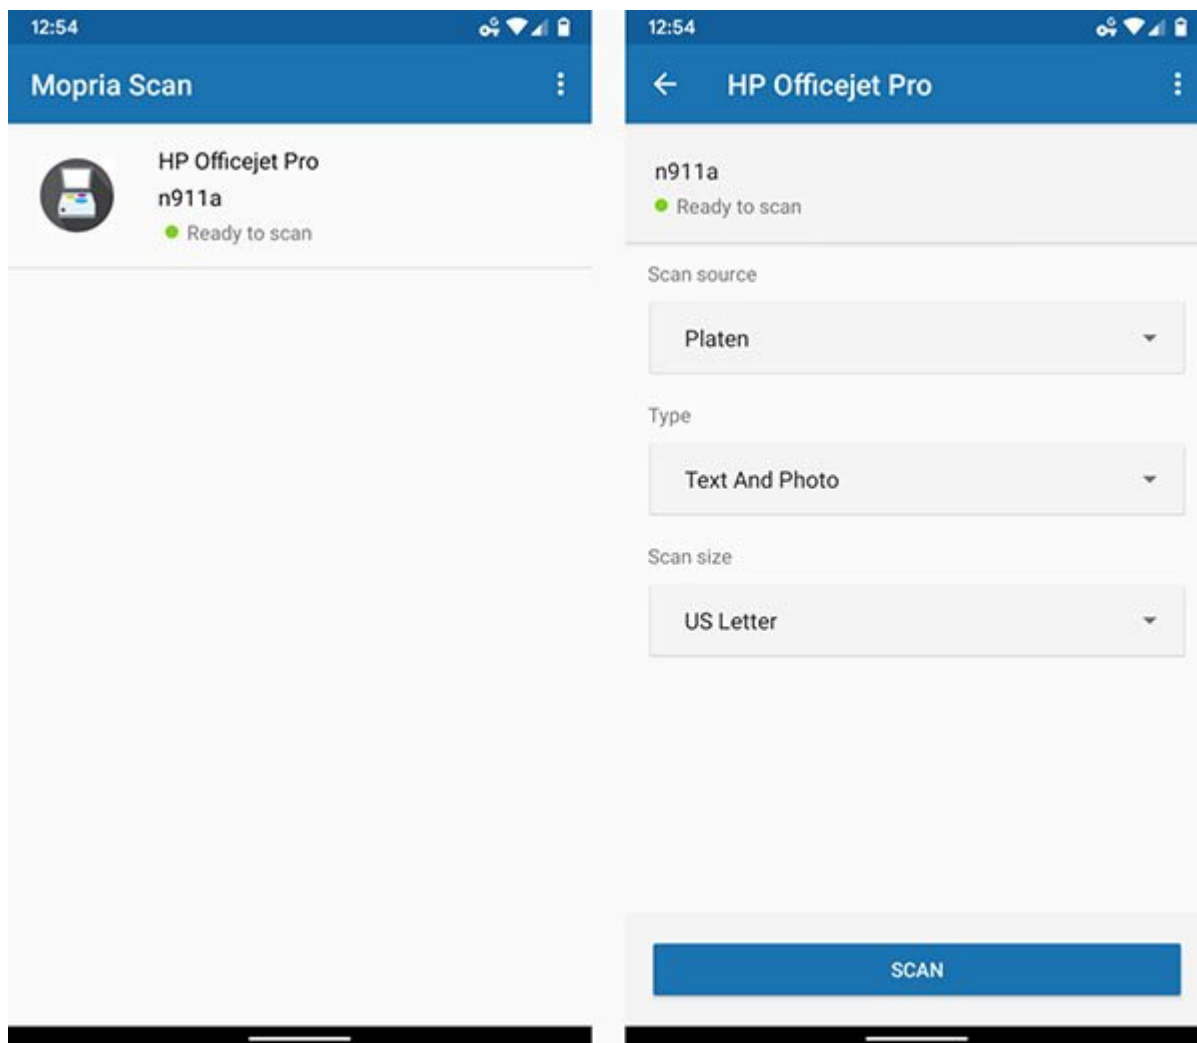 12:54
Mopria Scan
HP Officejet Pro
n911a
Ready to scan
12:54
HP Officejet Pro
n911a
Ready to scan
Scan source
Platen
Type
Text And Photo
Scan size
US Letter
SCAN